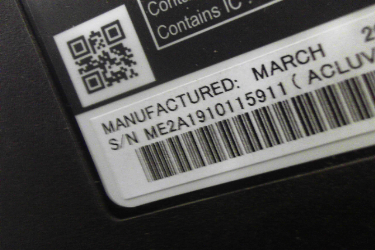 Contains IC :
MANUFACTURED: MARCH
S/N ME2A1910115911 ( ACLUV